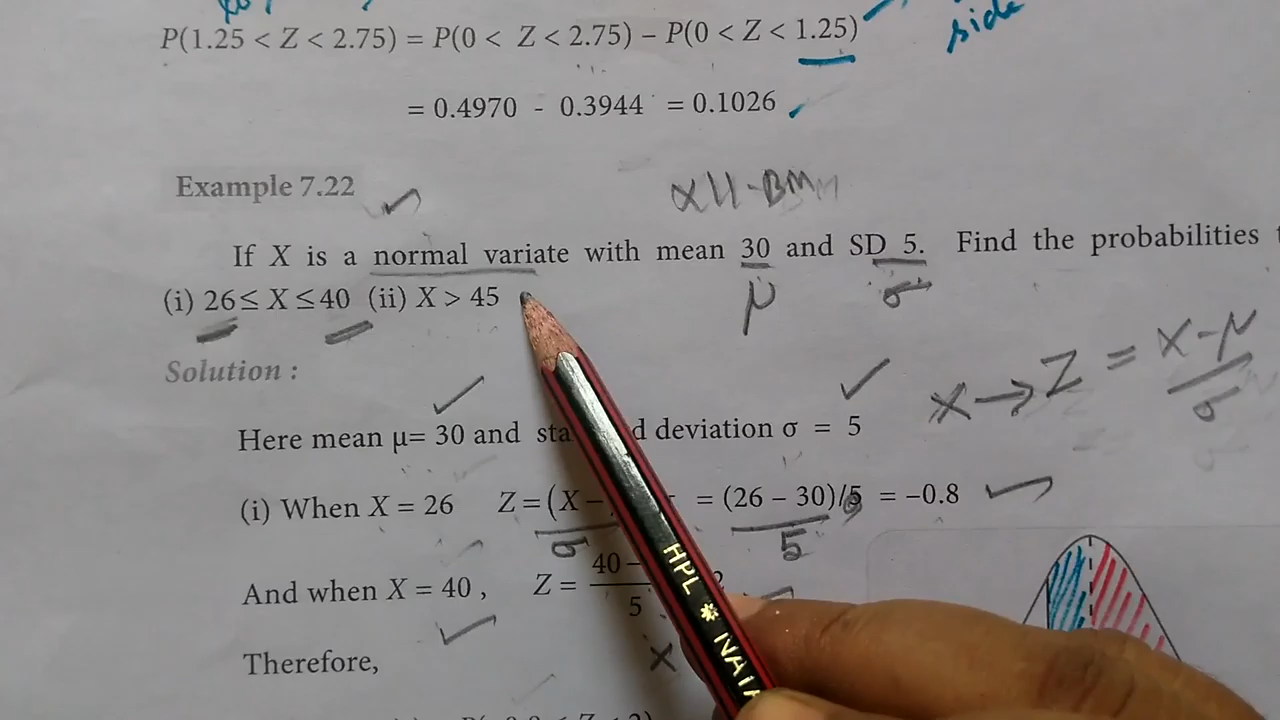 side
P(1.25 < Z < 2.75) = P(0 < Z < 2.75) − P(0 < Z < 1.25)
= 0.4970 - 0.3944 = 0.1026
Example 7.22
XII-BM
If X is a normal variate with mean 30 and SD 5. Find the probabilities
(i) 26 ≤ X ≤ 40 (ii) X > 45
μ σ
Solution :
X → Z = X-μ / σ
Here mean μ= 30 and deviation σ = 5
(i) When X = 26 Z = (X − = (26 − 30)/5 = −0.8
σ 5
And when X = 40 , Z = 40 − / 5
Therefore,
HPL * NATA